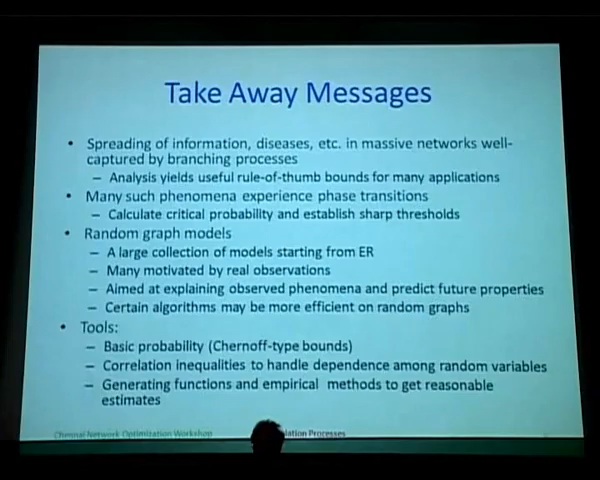 Take Away Messages
• Spreading of information, diseases, etc. in massive networks well-
captured by branching processes
– Analysis yields useful rule-of-thumb bounds for many applications
• Many such phenomena experience phase transitions
– Calculate critical probability and establish sharp thresholds
• Random graph models
– A large collection of models starting from ER
– Many motivated by real observations
– Aimed at explaining observed phenomena and predict future properties
– Certain algorithms may be more efficient on random graphs
• Tools:
– Basic probability (Chernoff-type bounds)
– Correlation inequalities to handle dependence among random variables
– Generating functions and empirical methods to get reasonable
estimates
Chennai Network Optimization Workshop Processes